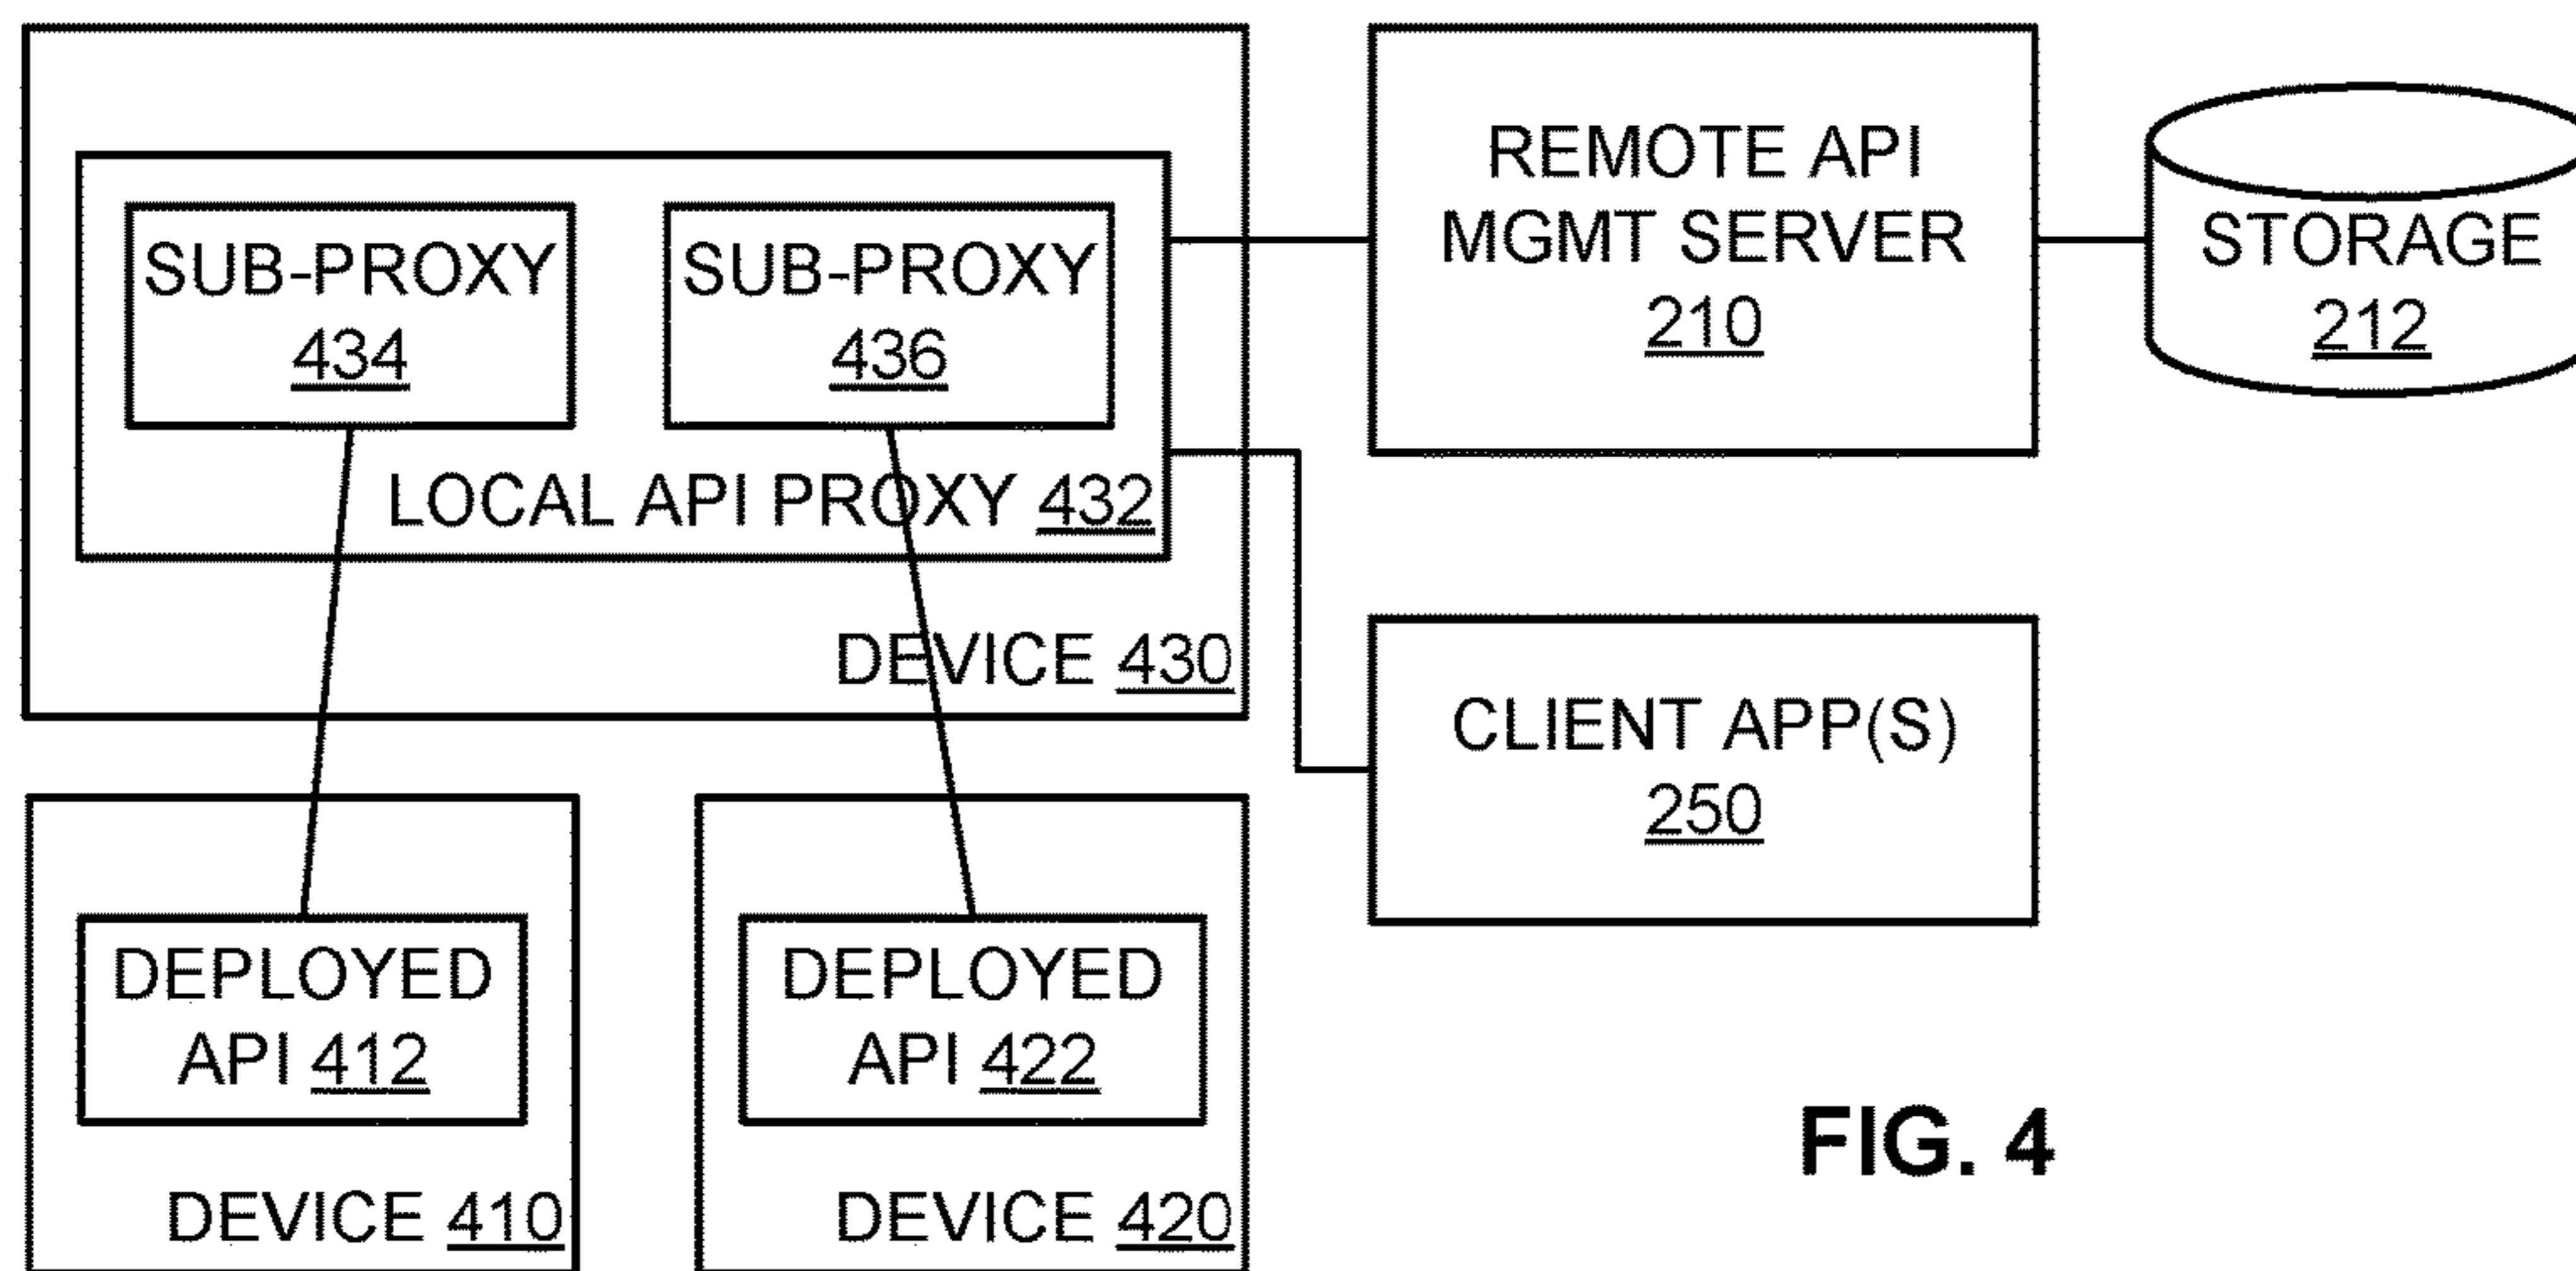 SUB-PROXY
434
SUB-PROXY
436
LOCAL API PROXY 432
DEVICE 430
REMOTE API
MGMT SERVER
210
STORAGE
212
CLIENT APP(S)
250
DEPLOYED
API 412
DEVICE 410
DEPLOYED
API 422
DEVICE 420
FIG. 4